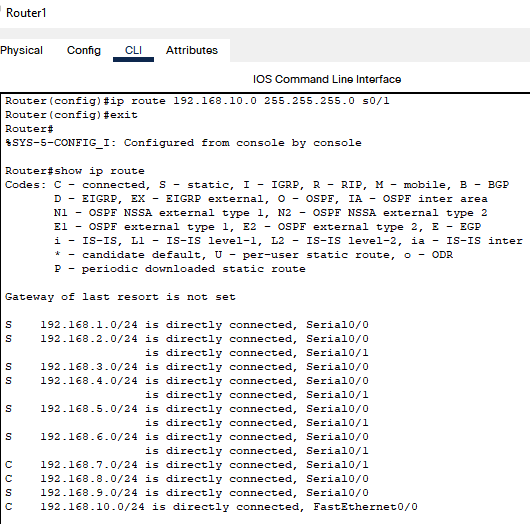 Router1
Physical Config CLI Attributes
IOS Command Line Interface
Router(config)#ip route 192.168.10.0 255.255.255.0 s0/1
Router(config)#exit
Router#
%SYS-5-CONFIG_I: Configured from console by console
Router#show ip route
Codes: C - connected, S - static, I - IGRP, R - RIP, M - mobile, B - BGP
D - EIGRP, EX - EIGRP external, O - OSPF, IA - OSPF inter area
N1 - OSPF NSSA external type 1, N2 - OSPF NSSA external type 2
E1 - OSPF external type 1, E2 - OSPF external type 2, E - EGP
i - IS-IS, L1 - IS-IS level-1, L2 - IS-IS level-2, ia - IS-IS inter
* - candidate default, U - per-user static route, o - ODR
P - periodic downloaded static route
Gateway of last resort is not set
S 192.168.1.0/24 is directly connected, Serial0/0
S 192.168.2.0/24 is directly connected, Serial0/0
is directly connected, Serial0/1
S 192.168.3.0/24 is directly connected, Serial0/0
S 192.168.4.0/24 is directly connected, Serial0/0
is directly connected, Serial0/1
S 192.168.5.0/24 is directly connected, Serial0/0
is directly connected, Serial0/1
S 192.168.6.0/24 is directly connected, Serial0/0
is directly connected, Serial0/1
C 192.168.7.0/24 is directly connected, Serial0/1
C 192.168.8.0/24 is directly connected, Serial0/0
S 192.168.9.0/24 is directly connected, Serial0/0
C 192.168.10.0/24 is directly connected, FastEthernet0/0